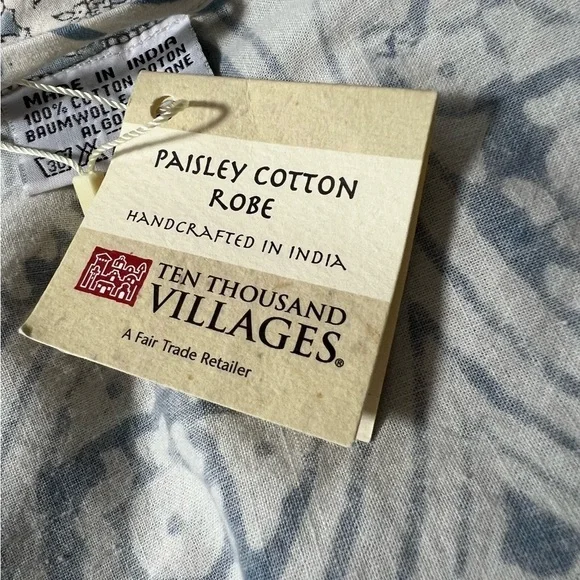 MADE IN INDIA
100% COTTON
BAUMWOLLE
PAISLEY COTTON
ROBE
HANDCRAFTED IN INDIA
TEN THOUSAND
VILLAGES®
A Fair Trade Retailer